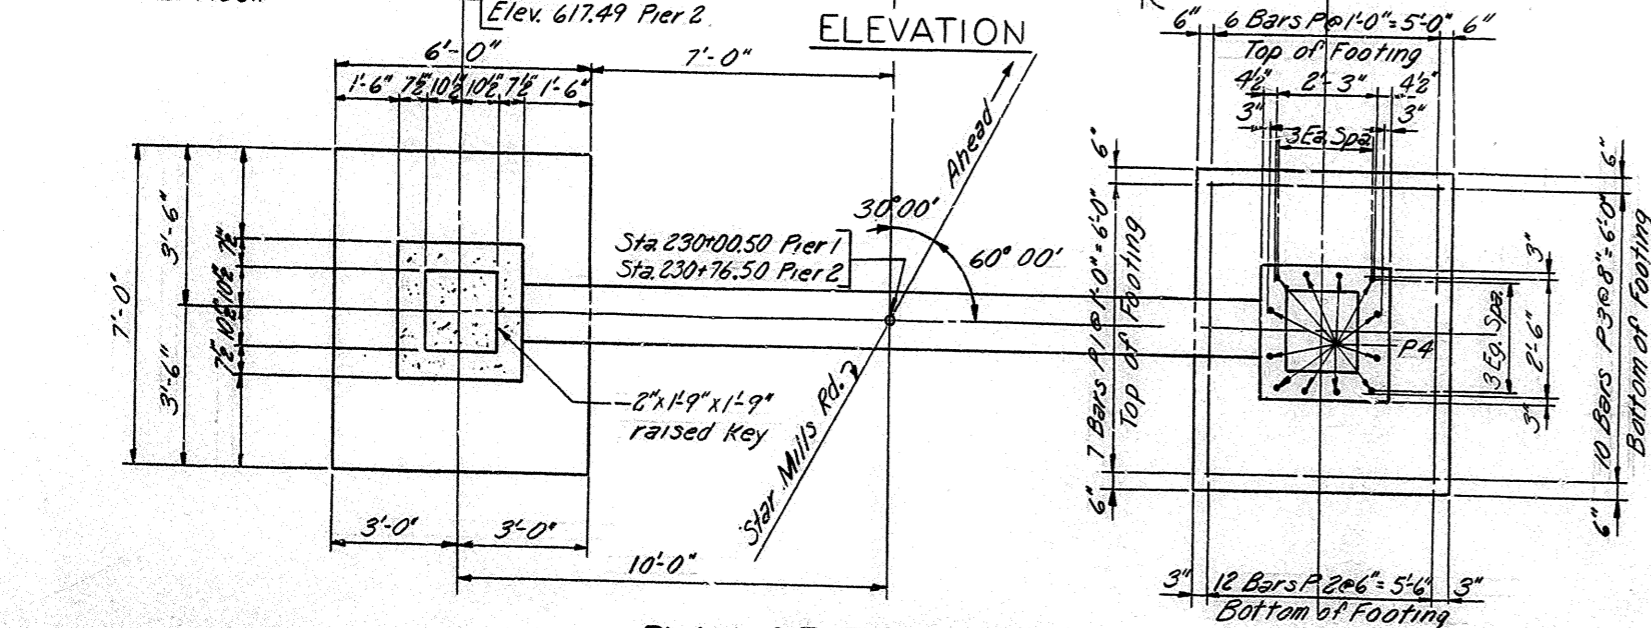 Elev. 617.49 Pier 2
ELEVATION
6'-0"
7'-0"
1'-6" 7½" 10½" 10½" 7½" 1'-6"
6" 6 Bars P@1'-0"=5'-0" 6"
Top of Footing
4½" 2'-3" 4½"
3" 3"
3 Ea. Spa.
Ahead
30°00'
60°00'
Sta. 230+00.50 Pier 1
Sta. 230+76.50 Pier 2
7'-0"
3'-6"
3'-6"
7½" 10½" 10½" 7½"
2"x1'-9"x1'-9"
raised Key
Star Mills Rd.
3'-0" 3'-0"
10'-0"
6"
7 Bars P1@1'-0"=6'-0"
Top of Footing
6"
P4
3"
3 Eq. Spa.
2'-6"
3"
6"
10 Bars P3@8"=6'-0"
Bottom of Footing
6"
3" 12 Bars P2@6"=5'-6" 3"
Bottom of Footing